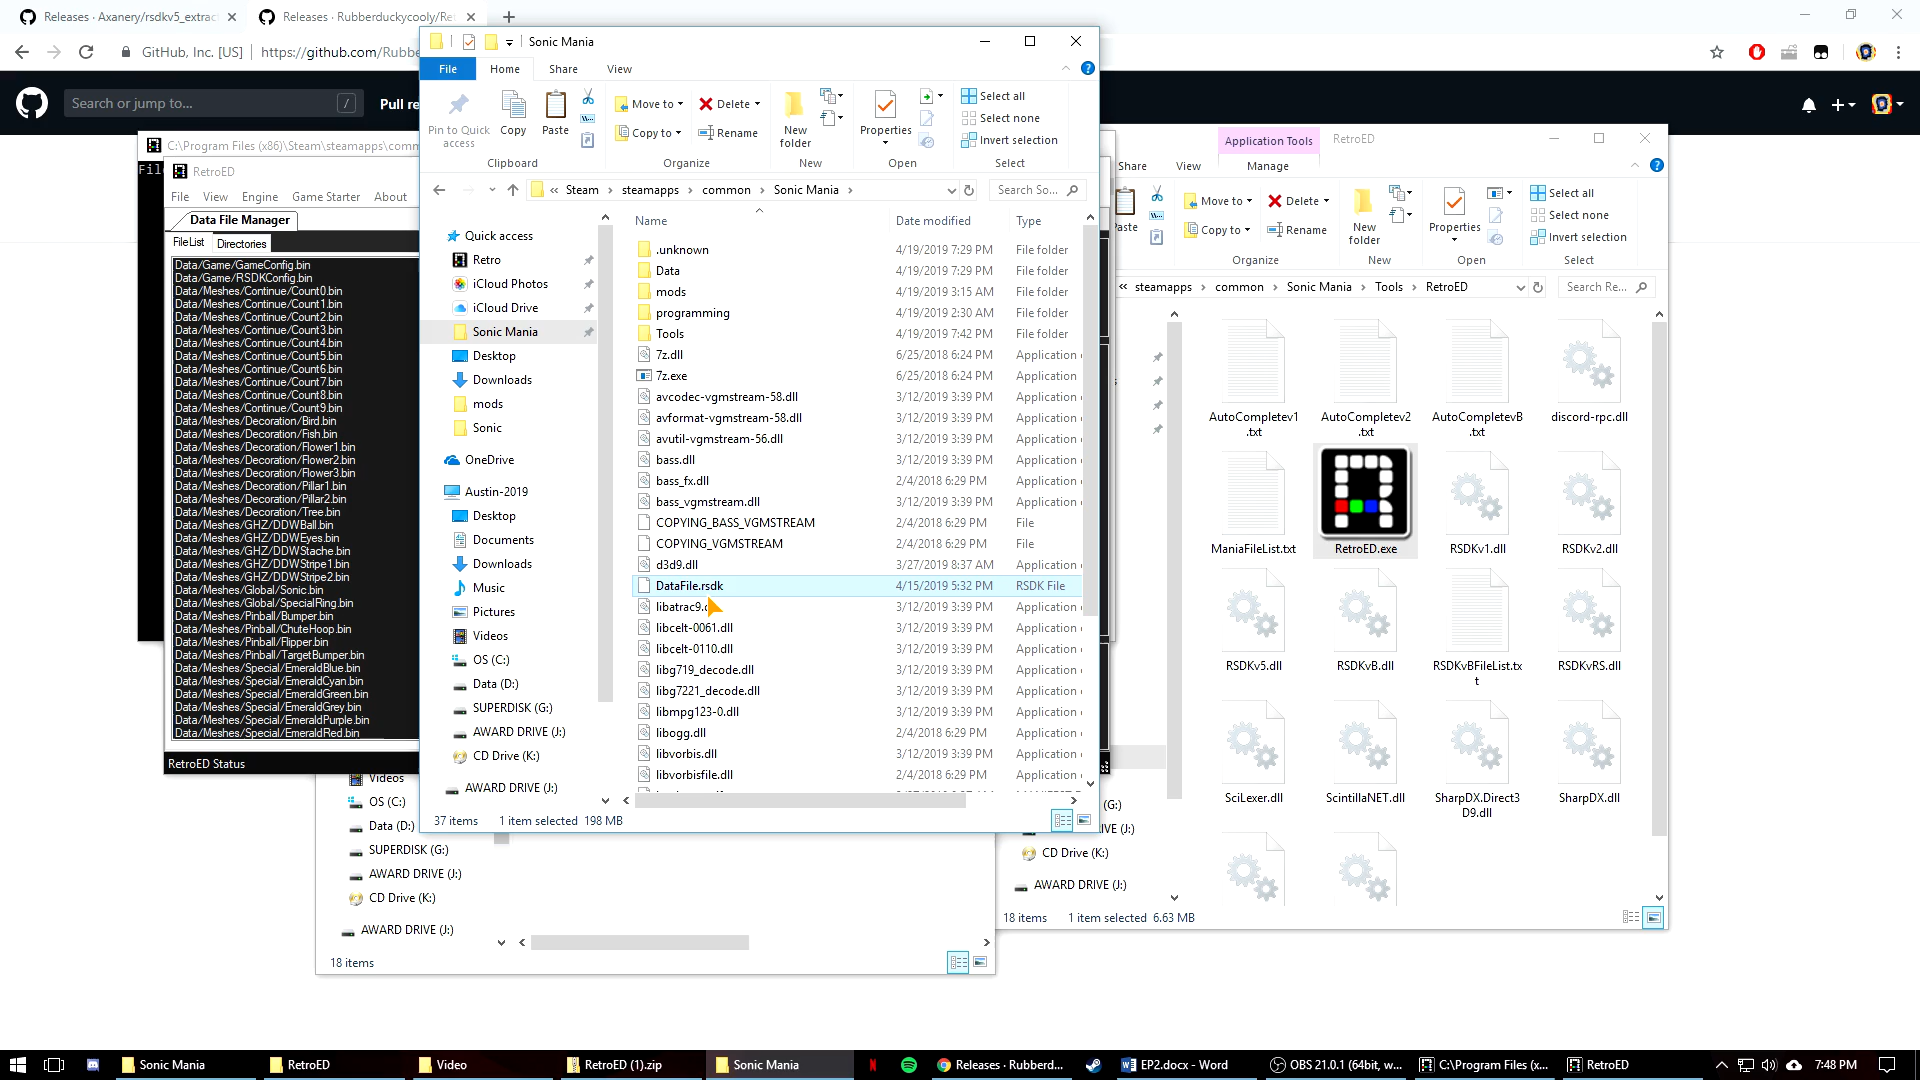 Releases · Axanery/rsdkv5_extract
Releases · Rubberduckycooly/Ret
GitHub, Inc. [US]
https://github.com/Rubbe
Search or jump to...
/
Pull re
C:\Program Files (x86)\Steam\steamapps\comm
RetroED
File View Engine Game Starter About
Data File Manager
FileList Directories
Data/Game/GameConfig.bin
Data/Game/RSDKConfig.bin
Data/Meshes/Continue/Count0.bin
Data/Meshes/Continue/Count1.bin
Data/Meshes/Continue/Count2.bin
Data/Meshes/Continue/Count3.bin
Data/Meshes/Continue/Count4.bin
Data/Meshes/Continue/Count5.bin
Data/Meshes/Continue/Count6.bin
Data/Meshes/Continue/Count7.bin
Data/Meshes/Continue/Count8.bin
Data/Meshes/Continue/Count9.bin
Data/Meshes/Decoration/Bird.bin
Data/Meshes/Decoration/Fish.bin
Data/Meshes/Decoration/Flower1.bin
Data/Meshes/Decoration/Flower2.bin
Data/Meshes/Decoration/Flower3.bin
Data/Meshes/Decoration/Pillar1.bin
Data/Meshes/Decoration/Pillar2.bin
Data/Meshes/Decoration/Tree.bin
Data/Meshes/GHZ/DDWBall.bin
Data/Meshes/GHZ/DDWEyes.bin
Data/Meshes/GHZ/DDWStache.bin
Data/Meshes/GHZ/DDWStripe1.bin
Data/Meshes/GHZ/DDWStripe2.bin
Data/Meshes/Global/Sonic.bin
Data/Meshes/Global/SpecialRing.bin
Data/Meshes/Pinball/Bumper.bin
Data/Meshes/Pinball/ChuteHoop.bin
Data/Meshes/Pinball/Flipper.bin
Data/Meshes/Pinball/TargetBumper.bin
Data/Meshes/Special/EmeraldBlue.bin
Data/Meshes/Special/EmeraldCyan.bin
Data/Meshes/Special/EmeraldGreen.bin
Data/Meshes/Special/EmeraldGrey.bin
Data/Meshes/Special/EmeraldPurple.bin
Data/Meshes/Special/EmeraldRed.bin
RetroED Status
Sonic Mania
File Home Share View
Pin to Quick access
Copy
Paste
Move to
Copy to
Delete
Rename
New folder
Properties
Select all
Select none
Invert selection
Clipboard Organize New Open Select
« Steam > steamapps > common > Sonic Mania >
Search So...
Name Date modified Type
Quick access
Retro
iCloud Photos
iCloud Drive
Sonic Mania
Desktop
Downloads
mods
Sonic
OneDrive
Austin-2019
Desktop
Documents
Downloads
Music
Pictures
Videos
OS (C:)
Data (D:)
SUPERDISK (G:)
AWARD DRIVE (J:)
CD Drive (K:)
AWARD DRIVE (J:)
.unknown 4/19/2019 7:29 PM File folder
Data 4/19/2019 7:29 PM File folder
mods 4/19/2019 3:15 AM File folder
programming 4/19/2019 2:30 AM File folder
Tools 4/19/2019 7:42 PM File folder
7z.dll 6/25/2018 6:24 PM Application
7z.exe 6/25/2018 6:24 PM Application
avcodec-vgmstream-58.dll 3/12/2019 3:39 PM Application
avformat-vgmstream-58.dll 3/12/2019 3:39 PM Application
avutil-vgmstream-56.dll 3/12/2019 3:39 PM Application
bass.dll 3/12/2019 3:39 PM Application
bass_fx.dll 2/4/2018 6:29 PM Application
bass_vgmstream.dll 3/12/2019 3:39 PM Application
COPYING_BASS_VGMSTREAM 2/4/2018 6:29 PM File
COPYING_VGMSTREAM 2/4/2018 6:29 PM File
d3d9.dll 3/27/2019 8:37 AM Application
DataFile.rsdk 4/15/2019 5:32 PM RSDK File
libatrac9.d 3/12/2019 3:39 PM Application
libcelt-0061.dll 3/12/2019 3:39 PM Application
libcelt-0110.dll 3/12/2019 3:39 PM Application
libg719_decode.dll 3/12/2019 3:39 PM Application
libg7221_decode.dll 3/12/2019 3:39 PM Application
libmpg123-0.dll 3/12/2019 3:39 PM Application
libogg.dll 2/4/2018 6:29 PM Application
libvorbis.dll 3/12/2019 3:39 PM Application
libvorbisfile.dll 2/4/2018 6:29 PM Application
37 items 1 item selected 198 MB
Videos
OS (C:)
Data (D:)
SUPERDISK (G:)
AWARD DRIVE (J:)
CD Drive (K:)
AWARD DRIVE (J:)
18 items
Application Tools
RetroED
Share View Manage
aste
Move to
Copy to
Delete
Rename
New folder
Properties
Select all
Select none
Invert selection
Organize New Open Select
« steamapps > common > Sonic Mania > Tools > RetroED
Search Re...
AutoCompletev1.txt
AutoCompletev2.txt
AutoCompletevB.txt
discord-rpc.dll
ManiaFileList.txt
RetroED.exe
RSDKv1.dll
RSDKv2.dll
RSDKv5.dll
RSDKvB.dll
RSDKvBFileList.txt
RSDKvRS.dll
SciLexer.dll
ScintillaNET.dll
SharpDX.Direct3D9.dll
SharpDX.dll
(G:)
IVE (J:)
CD Drive (K:)
AWARD DRIVE (J:)
18 items 1 item selected 6.63 MB
Sonic Mania
RetroED
Video
RetroED (1).zip
Sonic Mania
Releases · Rubberd...
EP2.docx - Word
OBS 21.0.1 (64bit, w...
C:\Program Files (x...
RetroED
7:48 PM